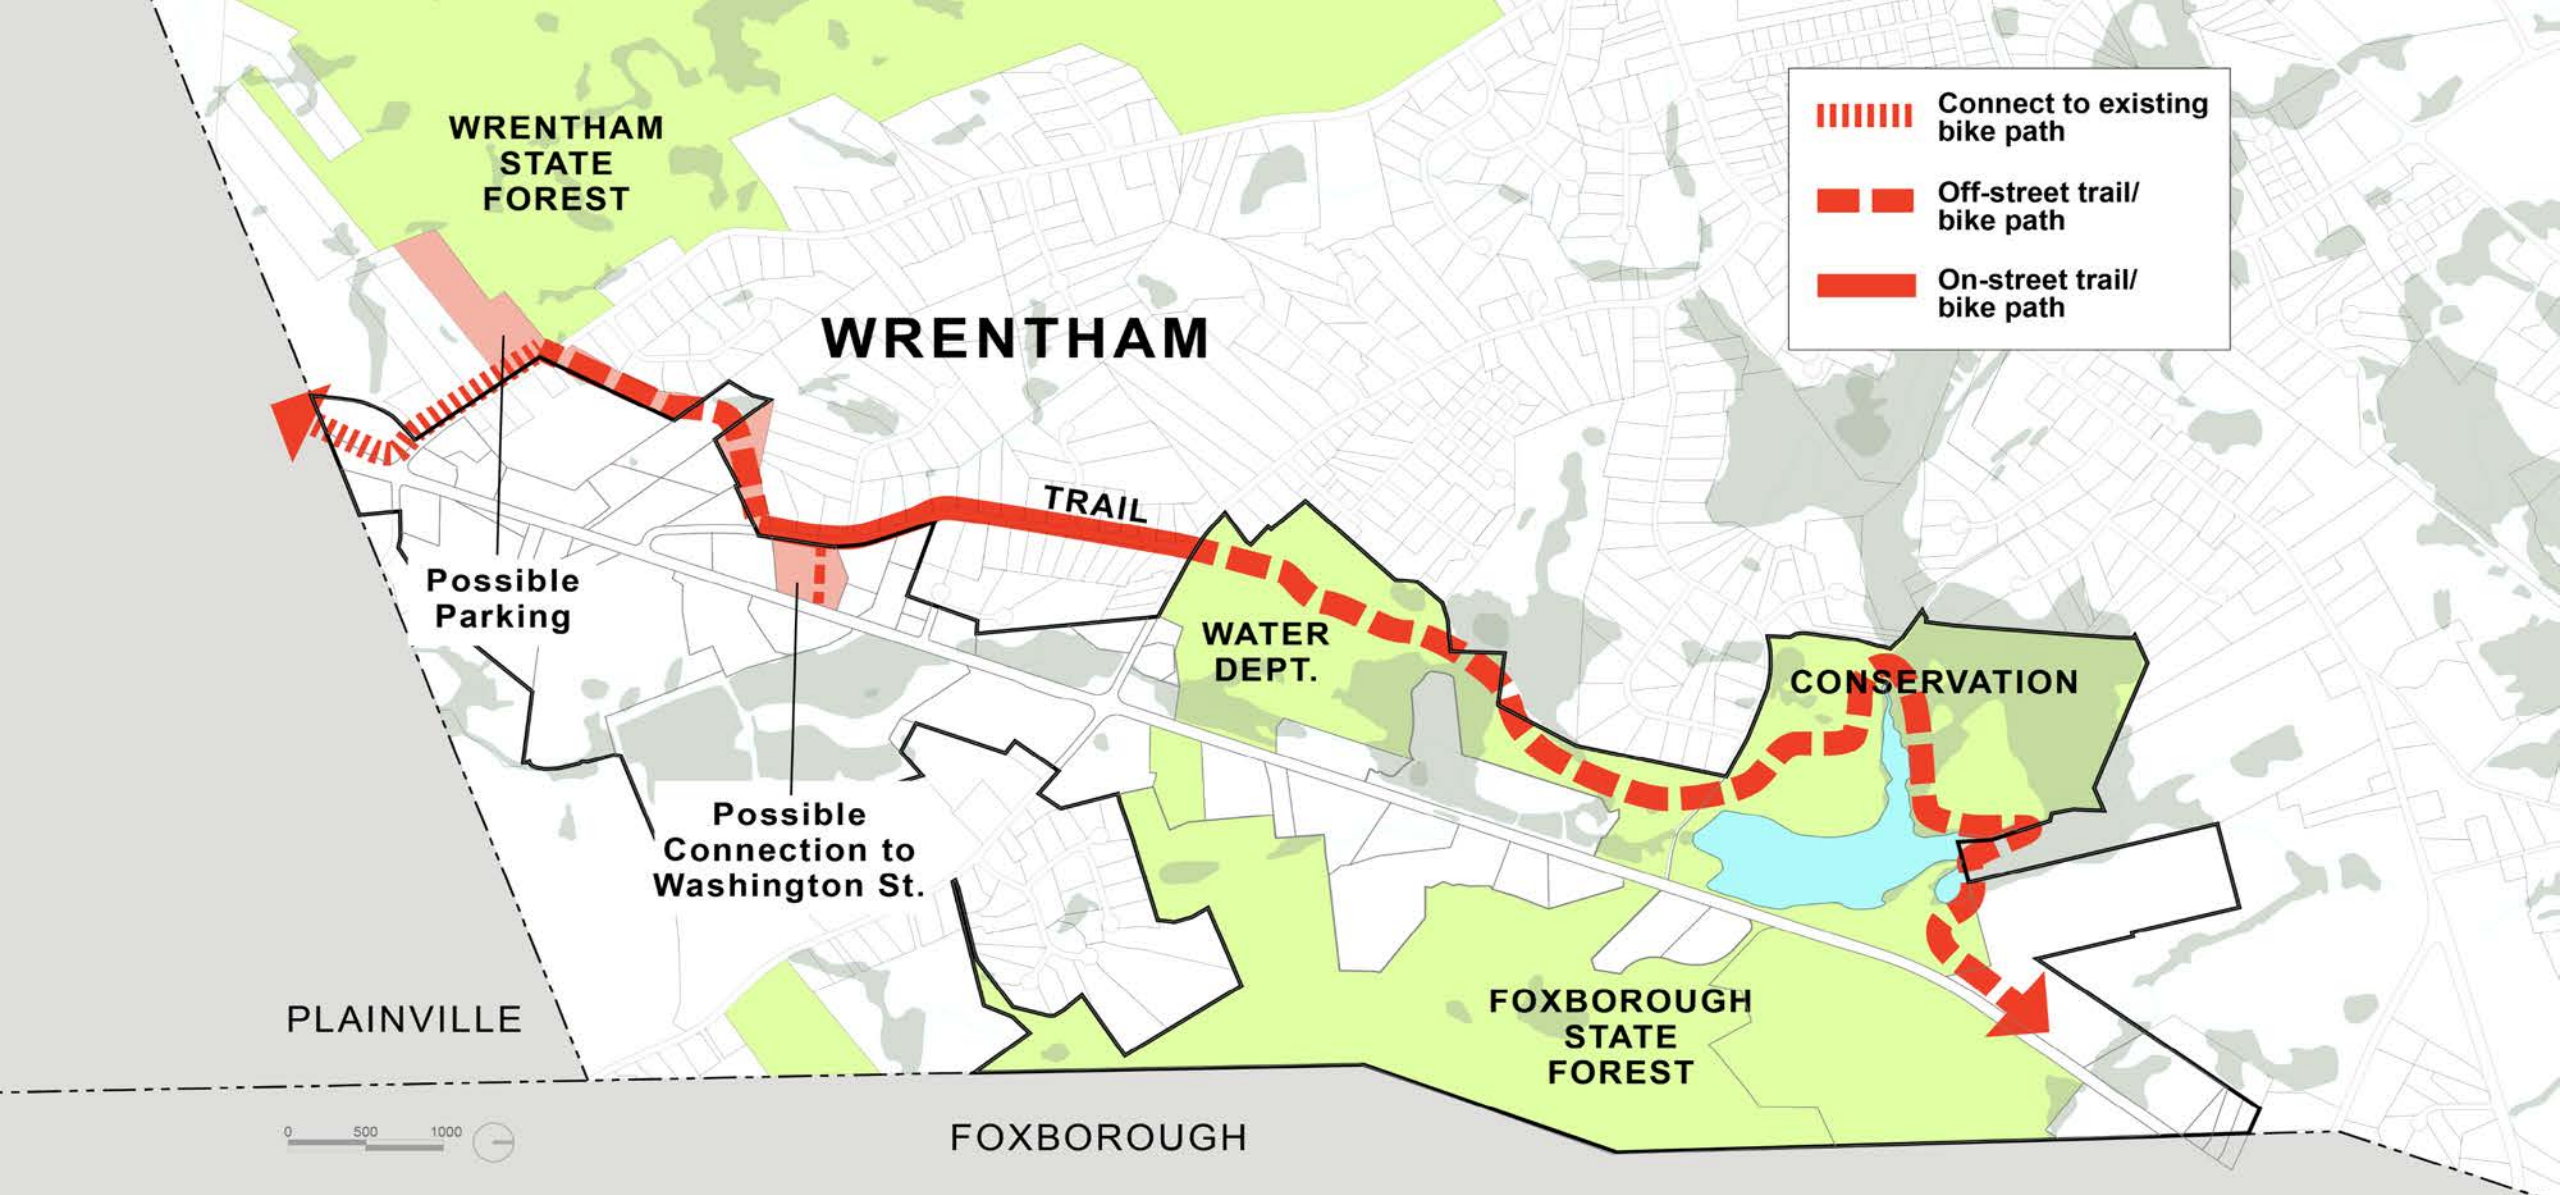 WRENTHAM
STATE
FOREST
Connect to existing
bike path
Off-street trail/
bike path
On-street trail/
bike path
WRENTHAM
TRAIL
Possible
Parking
WATER
DEPT.
CONSERVATION
Possible
Connection to
Washington St.
FOXBOROUGH
STATE
FOREST
PLAINVILLE
FOXBOROUGH
0 500 1000